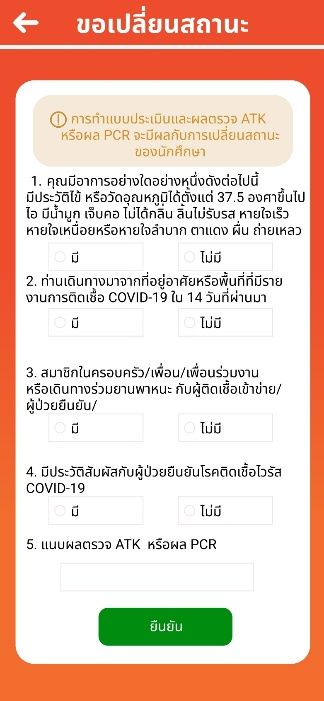 ขอเปลี่ยนสถานะ
การทำแบบประเมินและผลตรวจ ATK
หรือผล PCR จะมีผลกับการเปลี่ยนสถานะ
ของนักศึกษา
1. คุณมีอาการอย่างใดอย่างหนึ่งดังต่อไปนี้
มีประวัติไข้ หรือวัดอุณหภูมิได้ตั้งแต่ 37.5 องศาขึ้นไป
ไอ มีน้ำมูก เจ็บคอ ไม่ได้กลิ่น ลิ้นไม่รับรส หายใจเร็ว
หายใจเหนื่อยหรือหายใจลำบาก ตาแดง ผื่น ถ่ายเหลว
มี ไม่มี
2. ท่านเดินทางมาจากที่อยู่อาศัยหรือพื้นที่ที่มีราย
งานการติดเชื้อ COVID-19 ใน 14 วันที่ผ่านมา
มี ไม่มี
3. สมาชิกในครอบครัว/เพื่อน/เพื่อนร่วมงาน
หรือเดินทางร่วมยานพาหนะ กับผู้ติดเชื้อเข้าข่าย/
ผู้ป่วยยืนยัน/
มี ไม่มี
4. มีประวัติสัมผัสกับผู้ป่วยยืนยันโรคติดเชื้อไวรัส
COVID-19
มี ไม่มี
5. แนบผลตรวจ ATK หรือผล PCR
ยืนยัน